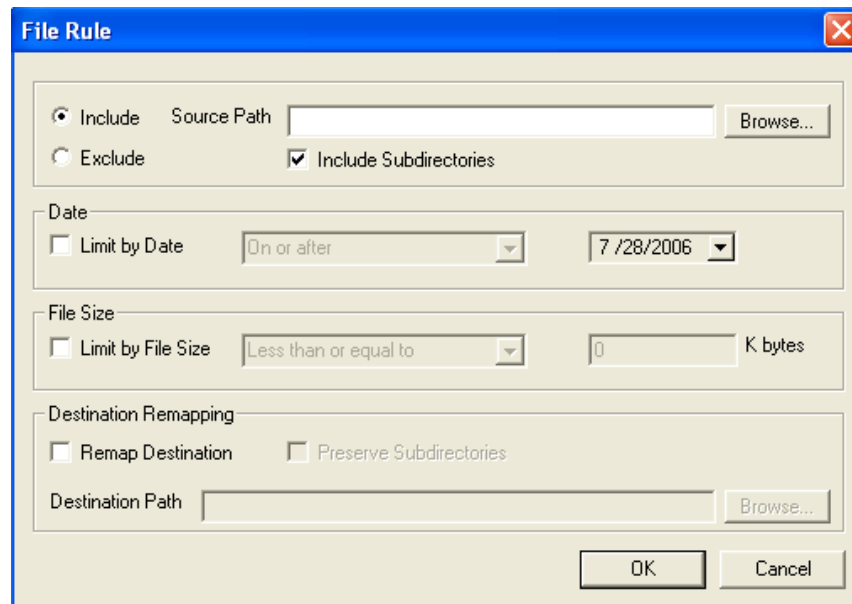 File Rule
Include Source Path Browse...
Exclude Include Subdirectories
Date
Limit by Date On or after 7 /28/2006
File Size
Limit by File Size Less than or equal to 0 K bytes
Destination Remapping
Remap Destination Preserve Subdirectories
Destination Path Browse...
OK Cancel